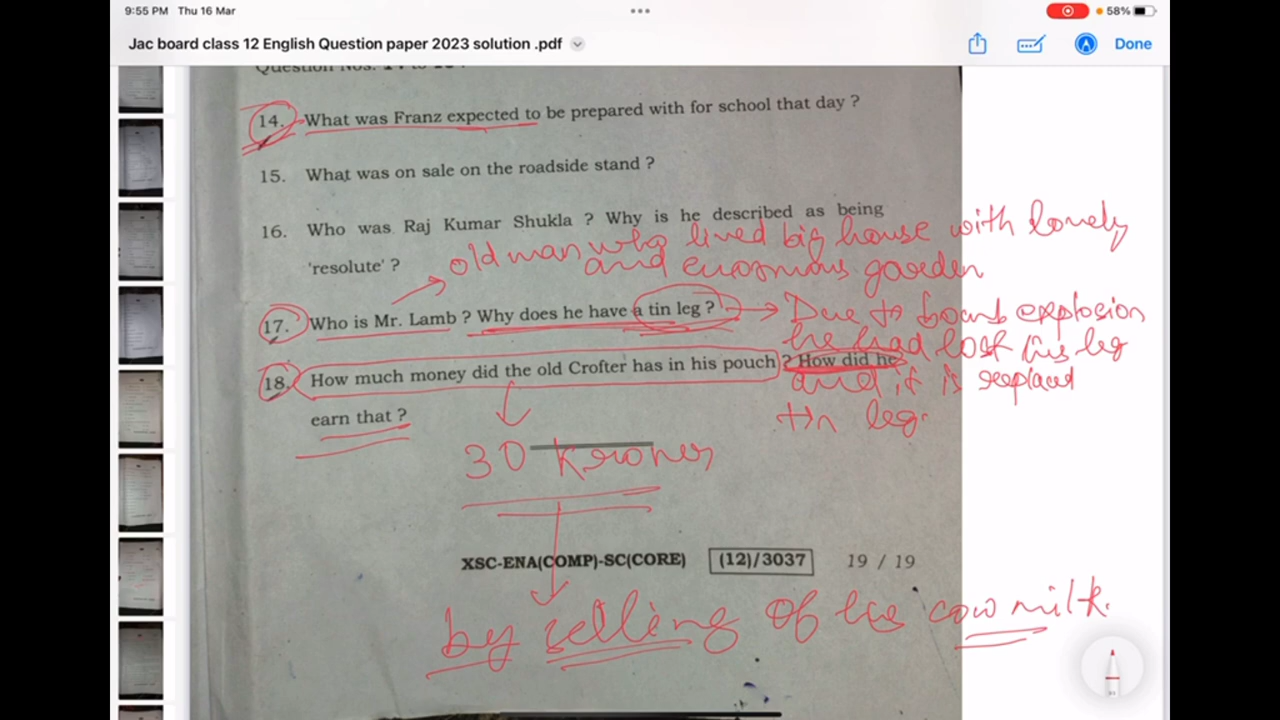 9:55 PM Thu 16 Mar
58%
Jac board class 12 English Question paper 2023 solution .pdf
Done
Question Nos.
14. What was Franz expected to be prepared with for school that day ?
15. What was on sale on the roadside stand ?
16. Who was Raj Kumar Shukla ? Why is he described as being
'resolute' ?
old man who lived big house with lonely
and enormous garden
17. Who is Mr. Lamb ? Why does he have a tin leg ?
Due to bomb explosion
he had lost his leg
and it is replaced
tin leg.
18. How much money did the old Crofter has in his pouch ? How did he
earn that ?
30 Kroner
XSC-ENA(COMP)-SC(CORE) (12)/3037 19 / 19
by selling of the cow milk.